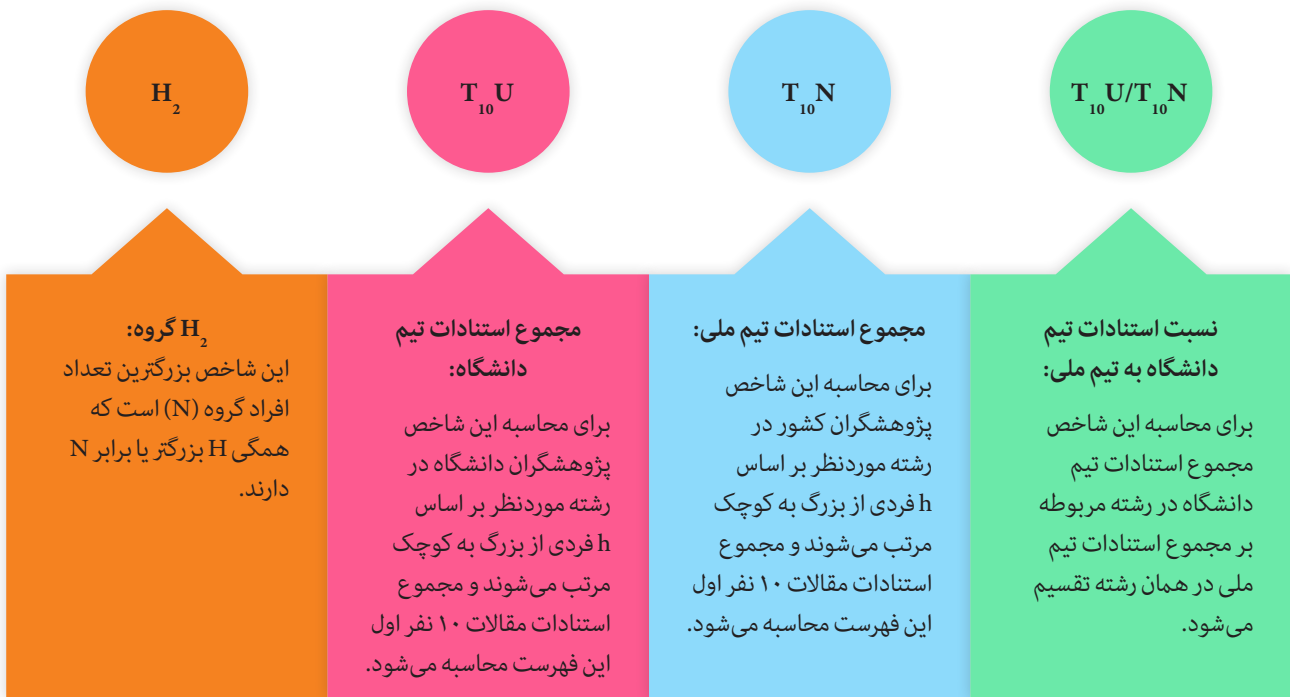 T₁₀U/T₁₀N
T₁₀N
T₁₀U
H₂
نسبت استنادات تیم
دانشگاه به تیم ملی:
برای محاسبه این شاخص
مجموع استنادات تیم
دانشگاه در رشته مربوطه
بر مجموع استنادات تیم
ملی در همان رشته تقسیم
می‌شود.
مجموع استنادات تیم ملی:
برای محاسبه این شاخص
پژوهشگران کشور در
رشته موردنظر بر اساس
h فردی از بزرگ به کوچک
مرتب می‌شوند و مجموع
استنادات مقالات ۱۰ نفر اول
این فهرست محاسبه می‌شود.
مجموع استنادات تیم
دانشگاه:
برای محاسبه این شاخص
پژوهشگران دانشگاه در
رشته موردنظر بر اساس
h فردی از بزرگ به کوچک
مرتب می‌شوند و مجموع
استنادات مقالات ۱۰ نفر اول
این فهرست محاسبه می‌شود.
H₂ گروه:
این شاخص بزرگترین تعداد
افراد گروه (N) است که
همگی H بزرگتر یا برابر N
دارند.